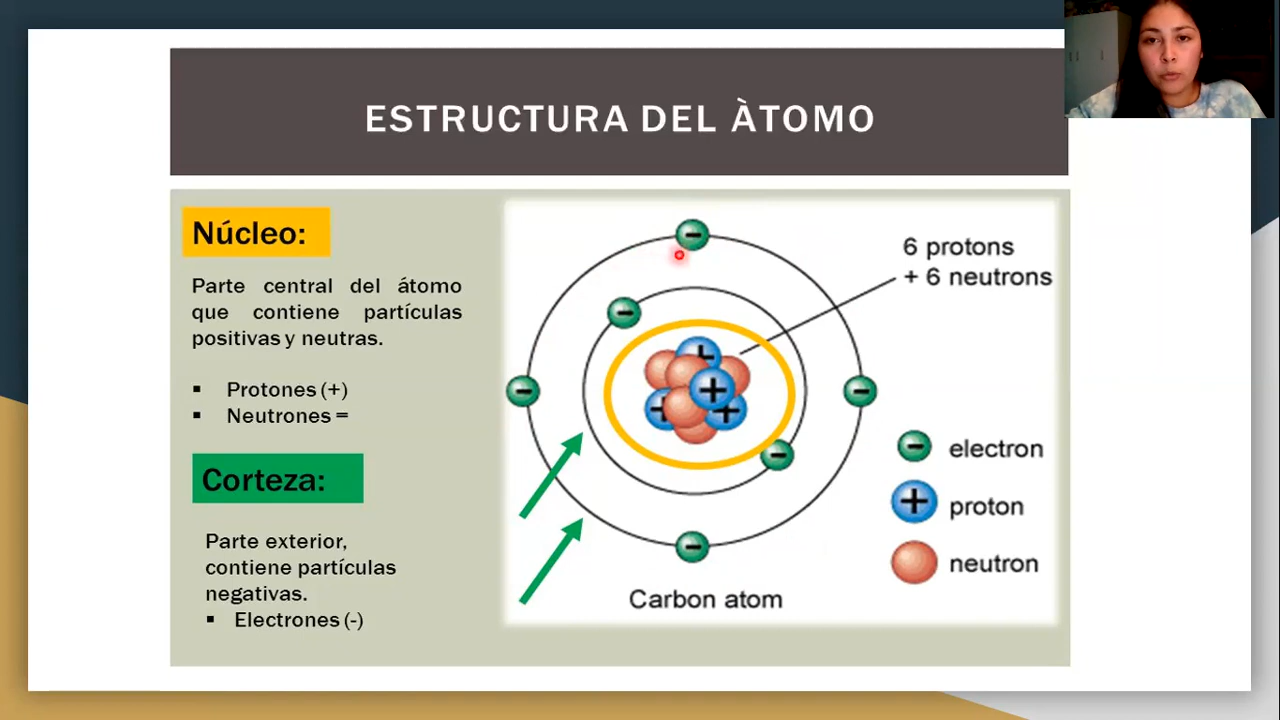 ESTRUCTURA DEL ÀTOMO
Núcleo:
Parte central del átomo
que contiene partículas
positivas y neutras.
▪ Protones (+)
▪ Neutrones =
Corteza:
Parte exterior,
contiene partículas
negativas.
▪ Electrones (-)
6 protons
+ 6 neutrons
electron
proton
neutron
Carbon atom